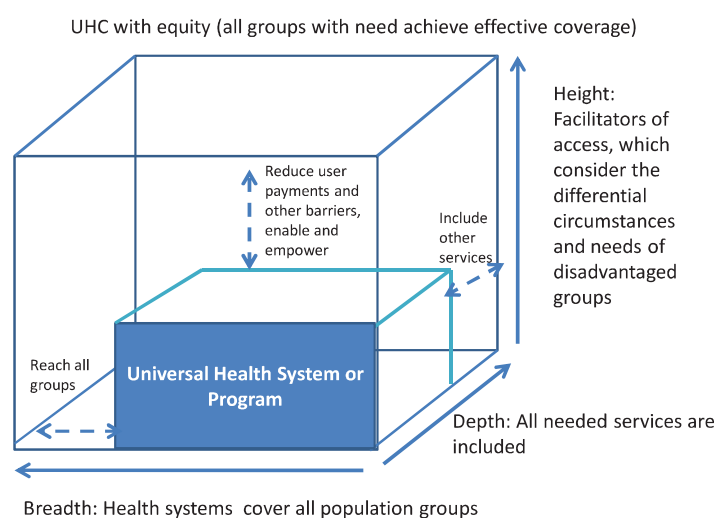 UHC with equity (all groups with need achieve effective coverage)
Height:
Facilitators of
access, which
consider the
differential
circumstances
and needs of
disadvantaged
groups
Reduce user
payments and
other barriers,
enable and
empower
Include
other
services
Reach all
groups
Universal Health System or
Program
Depth: All needed services are
included
Breadth: Health systems  cover all population groups